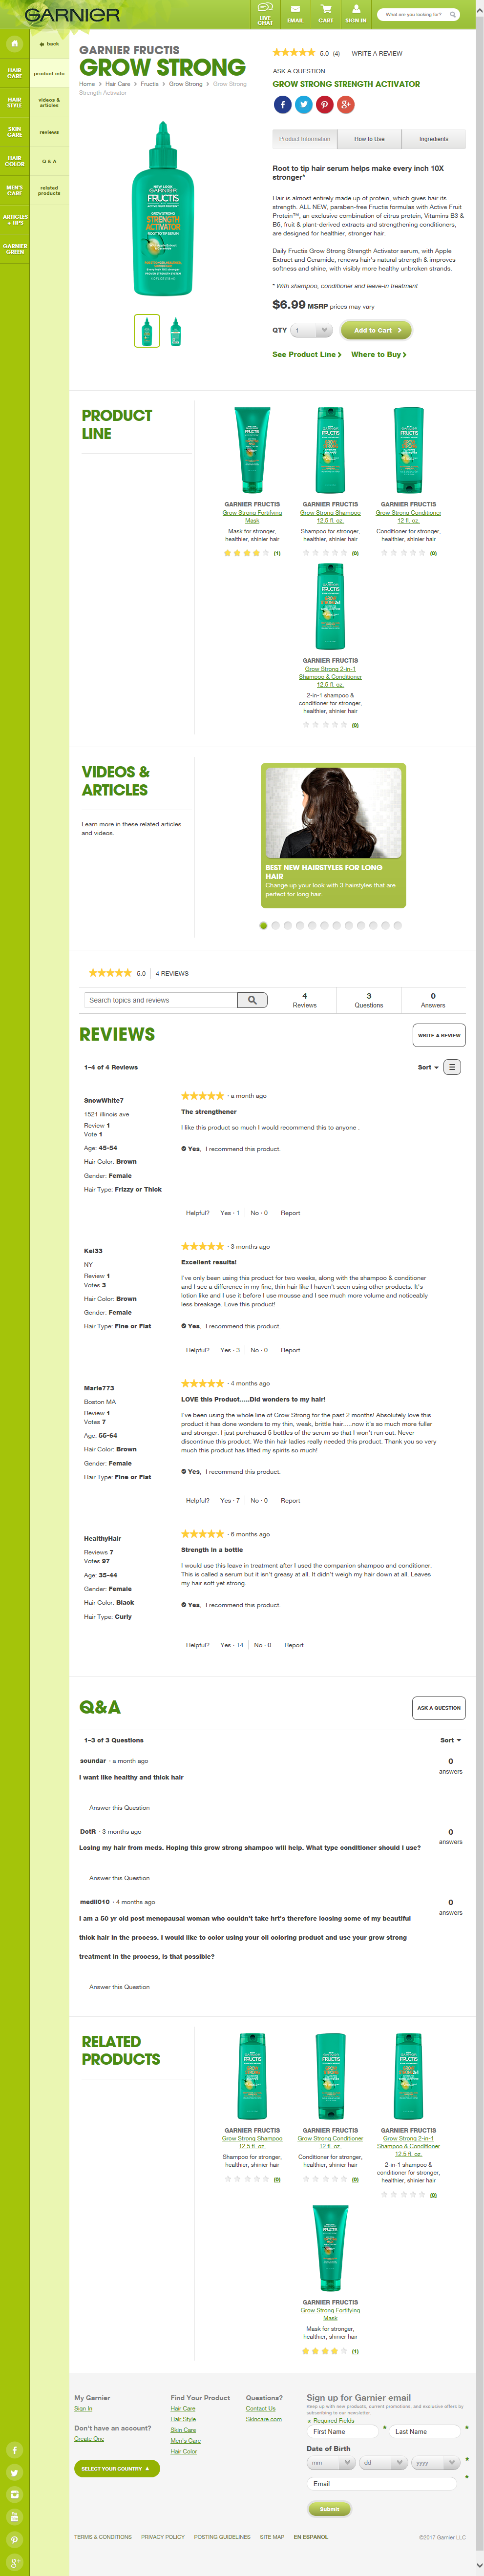 GARNIER
LIVE CHAT
EMAIL
CART
SIGN IN
What are you looking for?
HAIR CARE
HAIR STYLE
SKIN CARE
HAIR COLOR
MEN'S CARE
ARTICLES + TIPS
GARNIER GREEN
back
product info
videos & articles
reviews
Q & A
related products
GARNIER FRUCTIS
GROW STRONG
Home > Hair Care > Fructis > Grow Strong > Grow Strong
Strength Activator
5.0 (4) WRITE A REVIEW
ASK A QUESTION
GROW STRONG STRENGTH ACTIVATOR
Product Information
How to Use
Ingredients
GARNIER
FRUCTIS
GROW STRONG
STRENGTH
ACTIVATOR
Root to tip hair serum helps make every inch 10X
stronger*
Hair is almost entirely made up of protein, which gives hair its
strength. ALL NEW, paraben-free Fructis formula with Active Fruit
Protein™, an exclusive combination of citrus protein, Vitamins B3 &
B6, fruit & plant-derived extracts and strengthening conditioners,
are designed for healthier, stronger hair.
Daily Fructis Grow Strong Strength Activator serum, with Apple
Extract and Ceramide, renews hair's natural strength & improves
softness and shine, with visibly more healthy unbroken strands.
* With shampoo, conditioner and leave-in treatment
$6.99 MSRP prices may vary
QTY 1 Add to Cart
See Product Line Where to Buy
PRODUCT
LINE
GARNIER FRUCTIS
Grow Strong Fortifying
Mask
Mask for stronger,
healthier, shinier hair
(1)
GARNIER FRUCTIS
Grow Strong Shampoo
12.5 fl. oz.
Shampoo for stronger,
healthier, shinier hair
(0)
GARNIER FRUCTIS
Grow Strong Conditioner
12 fl. oz.
Conditioner for stronger,
healthier, shinier hair
(0)
GARNIER FRUCTIS
Grow Strong 2-in-1
Shampoo & Conditioner
12.5 fl. oz.
2-in-1 shampoo &
conditioner for stronger,
healthier, shinier hair
(0)
VIDEOS &
ARTICLES
Learn more in these related articles
and videos.
BEST NEW HAIRSTYLES FOR LONG
HAIR
Change up your look with 3 hairstyles that are
perfect for long hair
5.0 4 REVIEWS
Search topics and reviews
4
Reviews
3
Questions
0
Answers
REVIEWS
WRITE A REVIEW
1–4 of 4 Reviews
Sort
SnowWhite7
1521 illinois ave
Review 1
Vote 1
Age: 45-54
Hair Color: Brown
Gender: Female
Hair Type: Frizzy or Thick
· a month ago
The strengthener
I like this product so much I would recommend this to anyone .
Yes, I recommend this product.
Helpful? Yes · 1 No · 0 Report
Kel33
NY
Review 1
Votes 3
Hair Color: Brown
Gender: Female
Hair Type: Fine or Flat
· 3 months ago
Excellent results!
I've only been using this product for two weeks, along with the shampoo & conditioner
and I see a difference in my fine, thin hair like I haven't seen using other products. It's
lotion like and I use it before I use mousse and I see much more volume and noticeably
less breakage. Love this product!
Yes, I recommend this product.
Helpful? Yes · 3 No · 0 Report
Marie773
Boston MA
Review 1
Votes 7
Age: 55-64
Hair Color: Brown
Gender: Female
Hair Type: Fine or Flat
· 4 months ago
LOVE this Product.....Did wonders to my hair!
I've been using the whole line of Grow Strong for the past 2 months! Absolutely love this
product it has done wonders to my thin, weak, brittle hair.....now it's so much more fuller
and stronger. I just purchased 5 bottles of the serum so that I won't run out. Never
discontinue this product. Woman with thin hair ladies really needed this product. Thank you so very
much this product has lifted my spirits so much!
Yes, I recommend this product.
Helpful? Yes · 7 No · 0 Report
HealthyHair
Reviews 7
Votes 97
Age: 35-44
Gender: Female
Hair Color: Black
Hair Type: Curly
· 6 months ago
Strength in a bottle
I would use this leave in treatment after I used the companion shampoo and conditioner.
This is called a serum but it isn't greasy at all. It didn't weigh my hair down at all. Leaves
my hair soft yet strong.
Yes, I recommend this product.
Helpful? Yes · 14 No · 0 Report
Q&A
ASK A QUESTION
1–3 of 3 Questions
Sort
soundar · a month ago
I want like healthy and thick hair
0
answers
Answer this Question
DotR · 3 months ago
Losing my hair from meds. Hoping this grow strong shampoo will help. What type conditioner should I use?
0
answers
Answer this Question
medil010 · 4 months ago
I am a 50 yr old post menopausal woman who couldn't take hrt's therefore loosing some of my beautiful
thick hair in the process. I would like to color using your oil coloring product and use your grow strong
treatment in the process, is that possible?
0
answers
Answer this Question
RELATED
PRODUCTS
GARNIER FRUCTIS
Grow Strong Shampoo
12.5 fl. oz.
Shampoo for stronger,
healthier, shinier hair
(0)
GARNIER FRUCTIS
Grow Strong Conditioner
12 fl. oz.
Conditioner for stronger,
healthier, shinier hair
(0)
GARNIER FRUCTIS
Grow Strong 2-in-1
Shampoo & Conditioner
12.5 fl. oz.
2-in-1 shampoo &
conditioner for stronger,
healthier, shinier hair
(0)
GARNIER FRUCTIS
Grow Strong Fortifying
Mask
Mask for stronger,
healthier, shinier hair
(1)
My Garnier
Sign In
Don't have an account?
Create One
SELECT YOUR COUNTRY
Find Your Product
Hair Care
Hair Style
Skin Care
Men's Care
Hair Color
Questions?
Contact Us
Skincare.com
Sign up for Garnier email
Keep up with new products, current promotions, and exclusive offers by
subscribing to our newsletter.
* Required Fields
First Name * Last Name *
Date of Birth
mm dd yyyy *
Email *
Submit
TERMS & CONDITIONS PRIVACY POLICY POSTING GUIDELINES SITE MAP EN ESPANOL
©2017 Garnier LLC